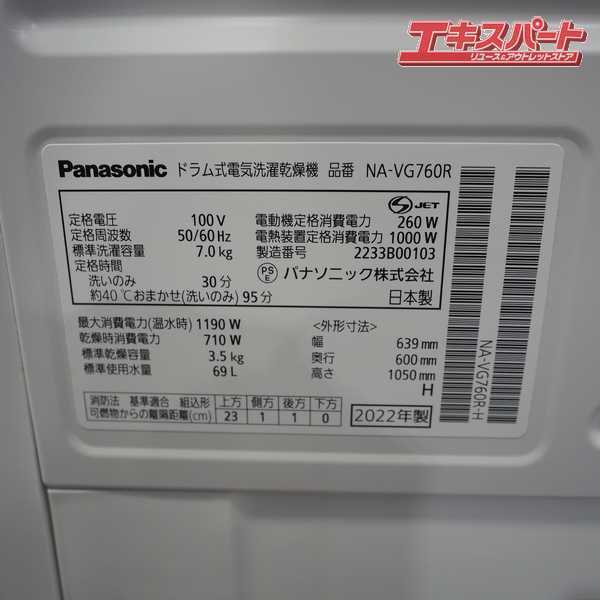 エキスパート
リユース&アウトレットストア
Panasonic ドラム式電気洗濯乾燥機 品番 NA-VG760R
S JET
定格電圧 100 V 電動機定格消費電力 260 W
定格周波数 50/60 Hz 電熱装置定格消費電力 1000 W
標準洗濯容量 7.0 kg 製造番号 2233B00103
定格時間 PS E パナソニック株式会社
洗いのみ 30 分
約40℃おまかせ(洗いのみ) 95 分 日本製
最大消費電力(温水時) 1190 W <外形寸法>
乾燥時消費電力 710 W 幅 639 mm
標準乾燥容量 3.5 kg 奥行 600 mm
標準使用水量 69 L 高さ 1050 mm
H
消防法 基準適合 組込形 上方 側方 後方 下方
可燃物からの離隔距離(cm) 23 1 1 0
2022年製
NA-VG760R-H